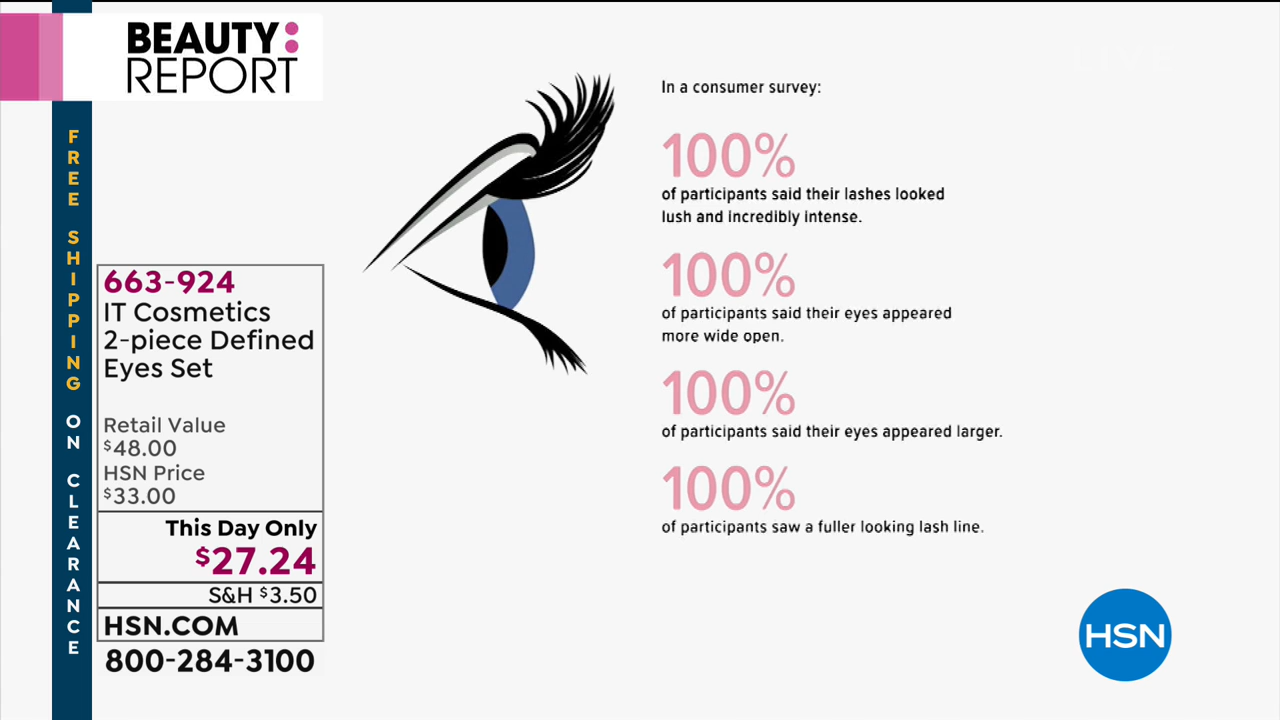 BEAUTY:
REPORT
FREE SHIPPING ON CLEARANCE
663-924
IT Cosmetics
2-piece Defined
Eyes Set
Retail Value
$48.00
HSN Price
$33.00
This Day Only
$27.24
S&H $3.50
HSN.COM
800-284-3100
In a consumer survey:
100%
of participants said their lashes looked
lush and incredibly intense.
100%
of participants said their eyes appeared
more wide open.
100%
of participants said their eyes appeared larger.
100%
of participants saw a fuller looking lash line.
HSN